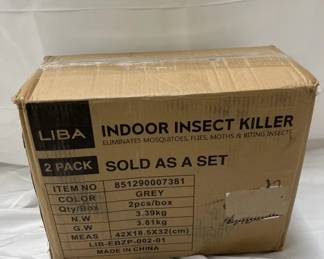 LIBA INDOOR INSECT KILLER
ELIMINATES MOSQUITOES, FLIES, MOTHS & BITING INSECTS
2 PACK SOLD AS A SET
ITEM NO 851290007381
COLOR GREY
Qty/Box 2pcs/box
N.W 3.39kg
G.W 3.61kg
MEAS 42X18.5X32(cm)
LIB-EBZP-002-01
MADE IN CHINA